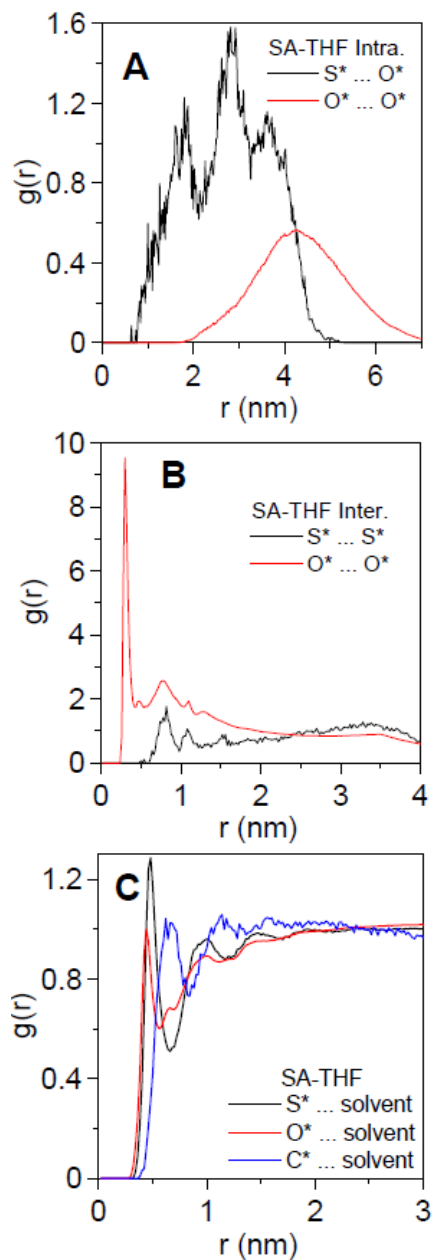 1.6
1.2
0.8
0.4
0
g(r)
A
SA-THF Intra.
S* ... O*
O* ... O*
0 2 4 6
r (nm)
10
8
6
4
2
0
g(r)
B
SA-THF Inter.
S* ... S*
O* ... O*
0 1 2 3 4
r (nm)
1.2
0.8
0.4
0
g(r)
C
SA-THF
S* ... solvent
O* ... solvent
C* ... solvent
0 1 2 3
r (nm)